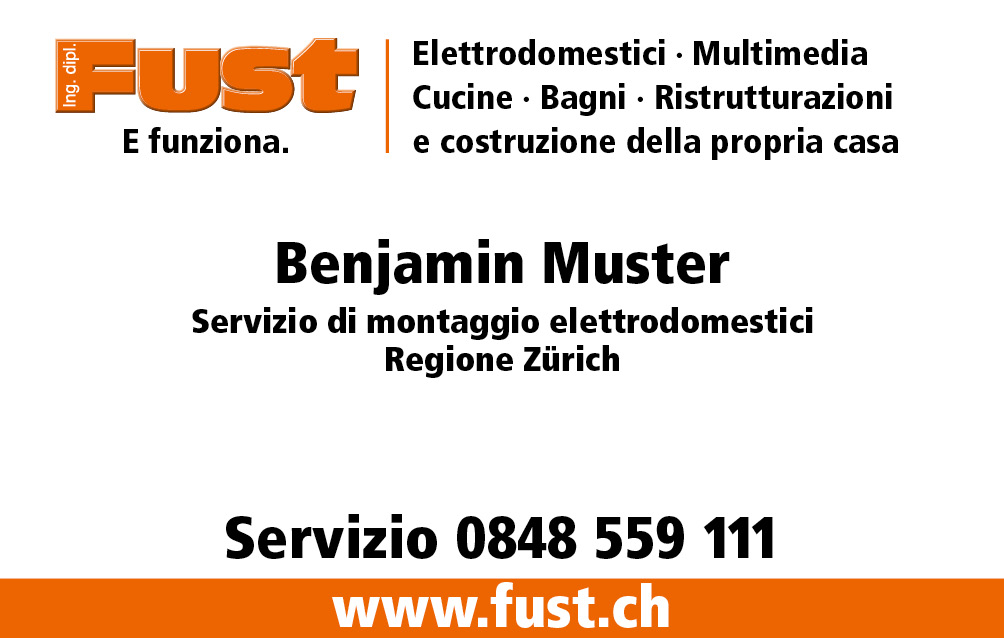 Ing. dipl.
Fust
E funziona.
Elettrodomestici · Multimedia
Cucine · Bagni · Ristrutturazioni
e costruzione della propria casa
Benjamin Muster
Servizio di montaggio elettrodomestici
Regione Zürich
Servizio 0848 559 111
www.fust.ch